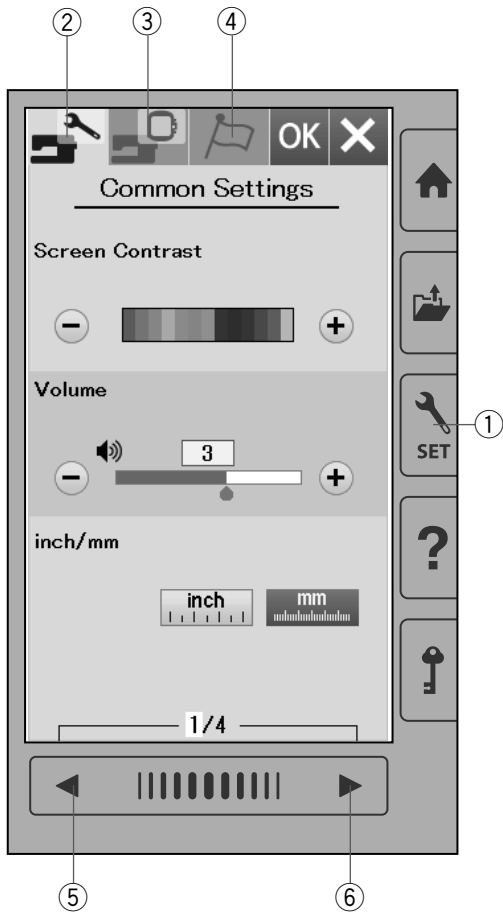 ② ③ ④
OK
Common Settings
Screen Contrast
Volume
3
①
SET
inch/mm
inch mm
?
1/4
⑤ ⑥